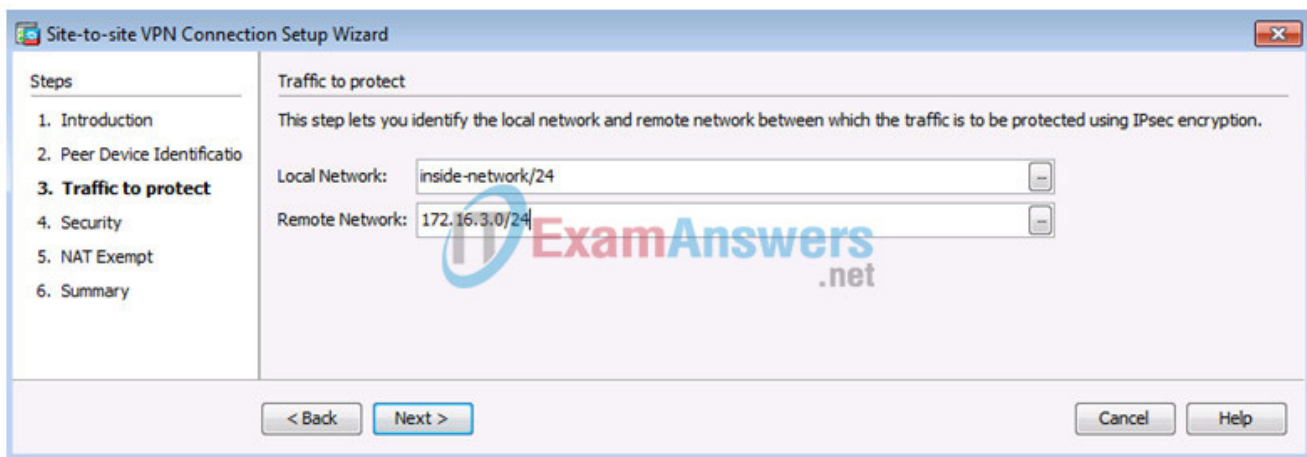 Site-to-site VPN Connection Setup Wizard
Steps
1. Introduction
2. Peer Device Identificatio
3. Traffic to protect
4. Security
5. NAT Exempt
6. Summary
Traffic to protect
This step lets you identify the local network and remote network between which the traffic is to be protected using IPsec encryption.
Local Network: inside-network/24 ...
Remote Network: 172.16.3.0/24 ...
ITExamAnswers
.net
< Back Next > Cancel Help